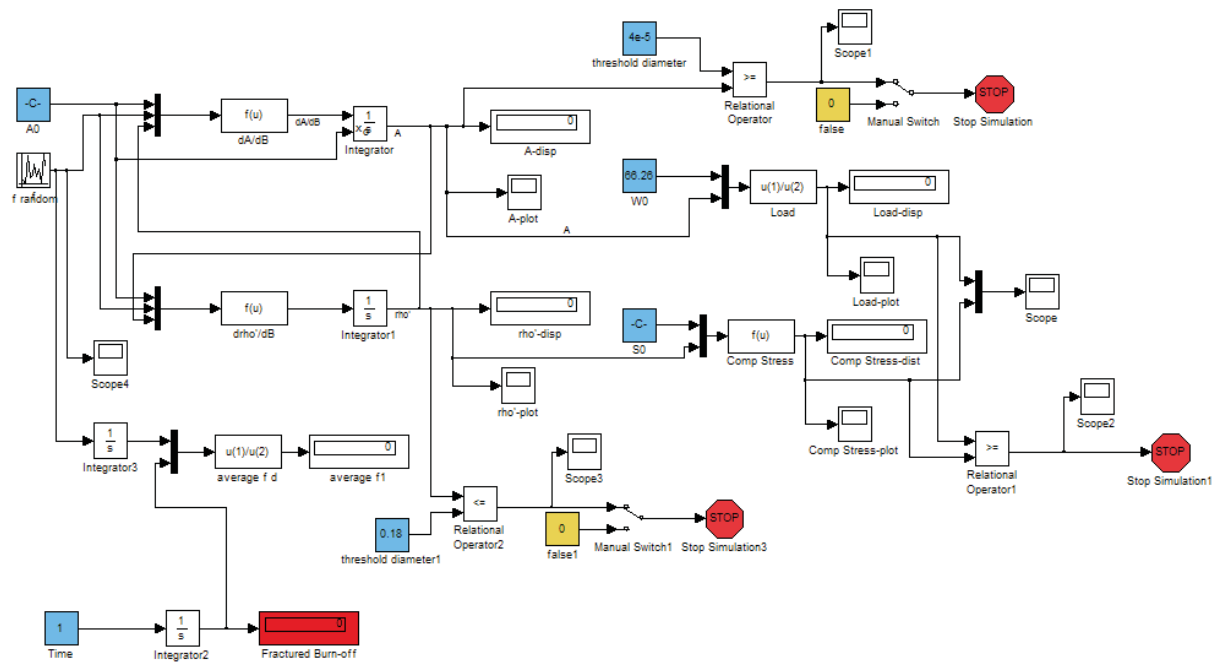 4e-5
threshold diameter
Scope1
>=
Relational
Operator
0
false
Manual Switch
STOP
Stop Simulation
-C-
A0
f(u)
dA/dB
dA/dB
1
s
Integrator
A
0
A-disp
f random
A-plot
A
66.26
W0
u(1)/u(2)
Load
0
Load-disp
Load-plot
Scope
f(u)
drho'/dB
1
s
Integrator1
rho'
0
rho'-disp
-C-
S0
f(u)
Comp Stress
0
Comp Stress-dist
Scope4
rho'-plot
Comp Stress-plot
Scope2
>=
Relational
Operator1
STOP
Stop Simulation1
1
s
Integrator3
u(1)/u(2)
average f d
0
average f1
Scope3
<=
Relational
Operator2
0.18
threshold diameter1
0
false1
Manual Switch1
STOP
Stop Simulation3
1
Time
1
s
Integrator2
0
Fractured Burn-off